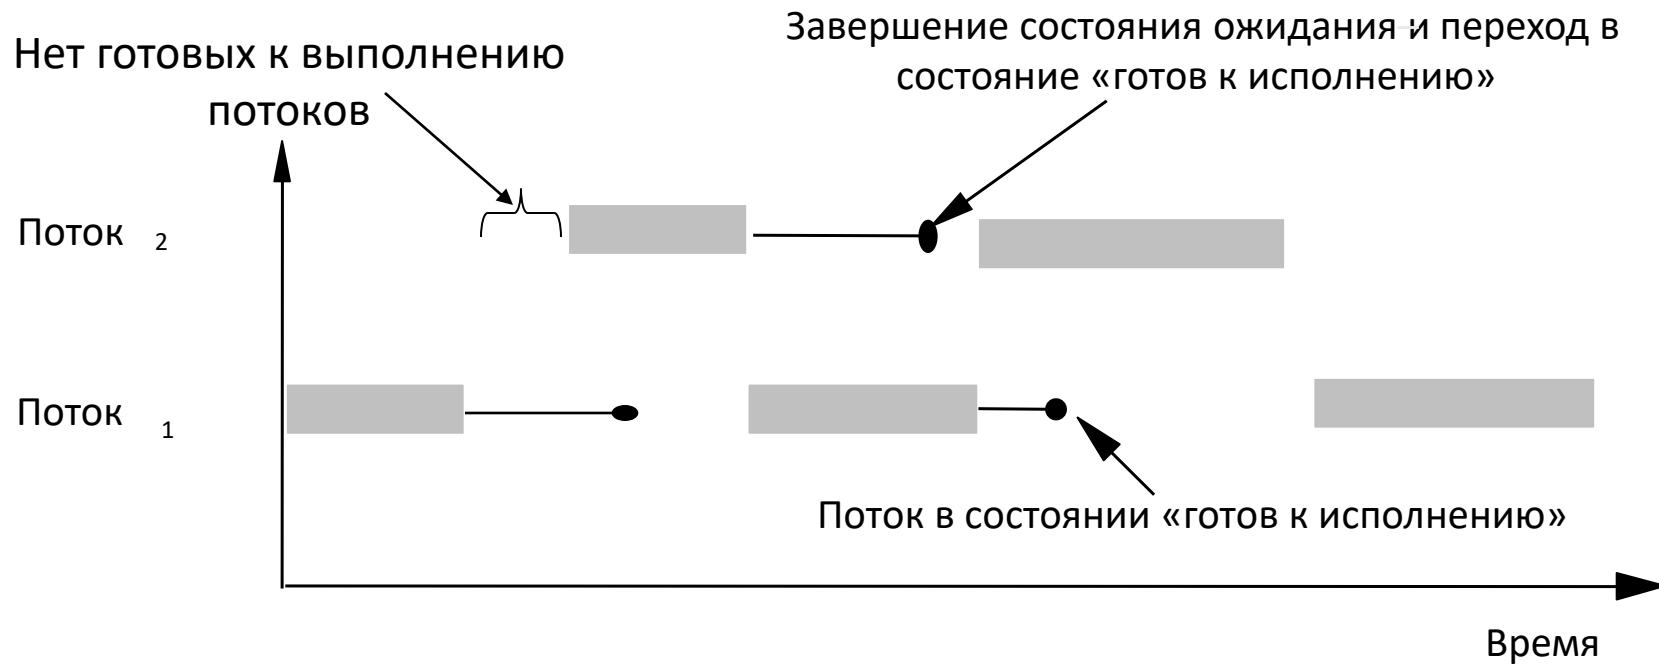 Завершение состояния ожидания и переход в
состояние «готов к исполнению»
Нет готовых к выполнению
потоков
Поток 2
Поток 1
Поток в состоянии «готов к исполнению»
Время